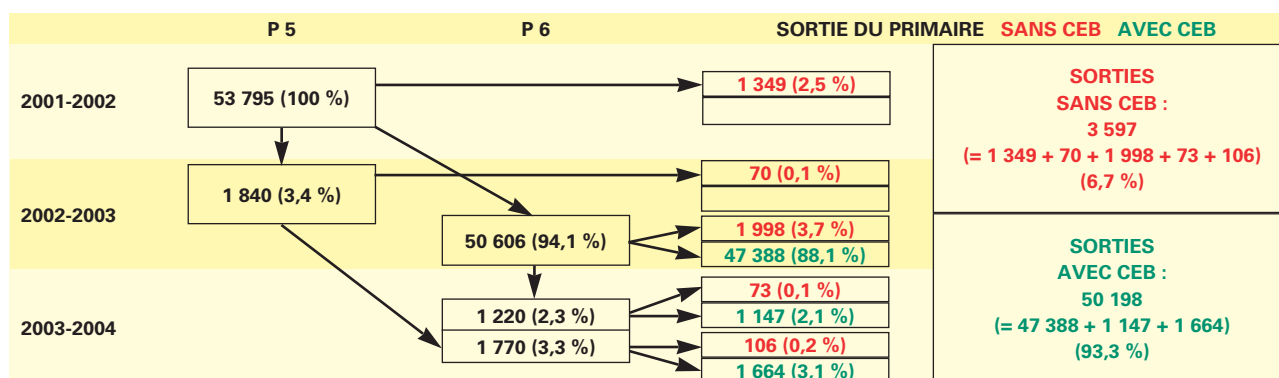 P 5 P 6 SORTIE DU PRIMAIRE SANS CEB AVEC CEB
2001-2002
53 795 (100 %)
1 349 (2,5 %)
2002-2003
1 840 (3,4 %)
70 (0,1 %)
50 606 (94,1 %)
1 998 (3,7 %)
47 388 (88,1 %)
2003-2004
1 220 (2,3 %)
1 770 (3,3 %)
73 (0,1 %)
1 147 (2,1 %)
106 (0,2 %)
1 664 (3,1 %)
SORTIES
SANS CEB :
3 597
(= 1 349 + 70 + 1 998 + 73 + 106)
(6,7 %)
SORTIES
AVEC CEB :
50 198
(= 47 388 + 1 147 + 1 664)
(93,3 %)